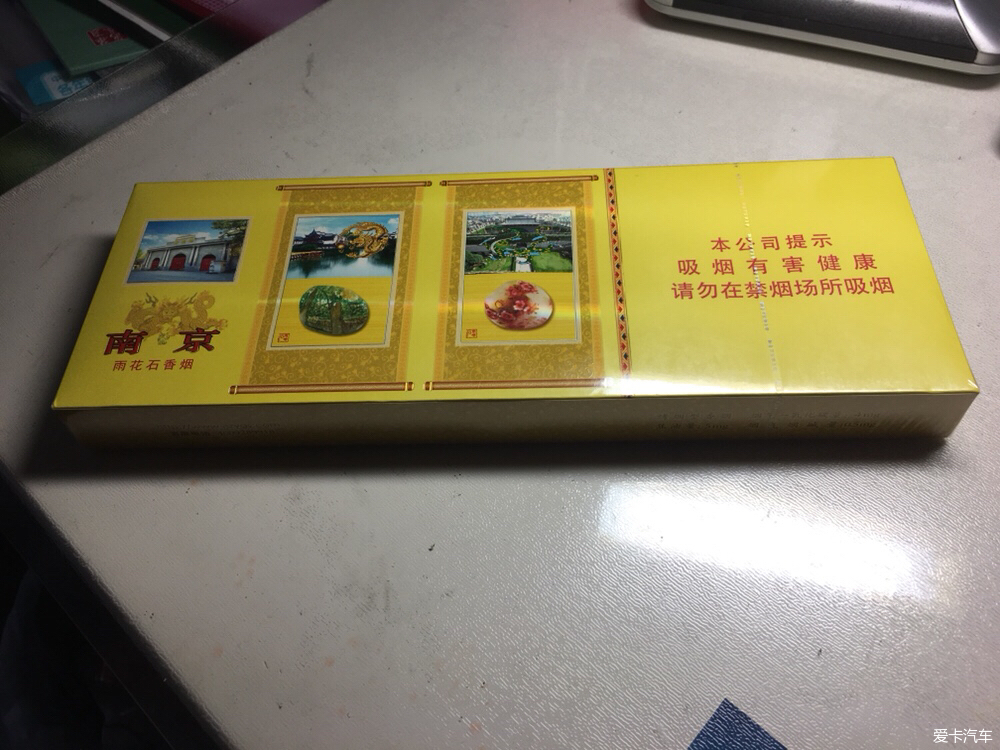 南京
雨花石香烟
本公司提示
吸烟有害健康
请勿在禁烟场所吸烟
爱卡汽车